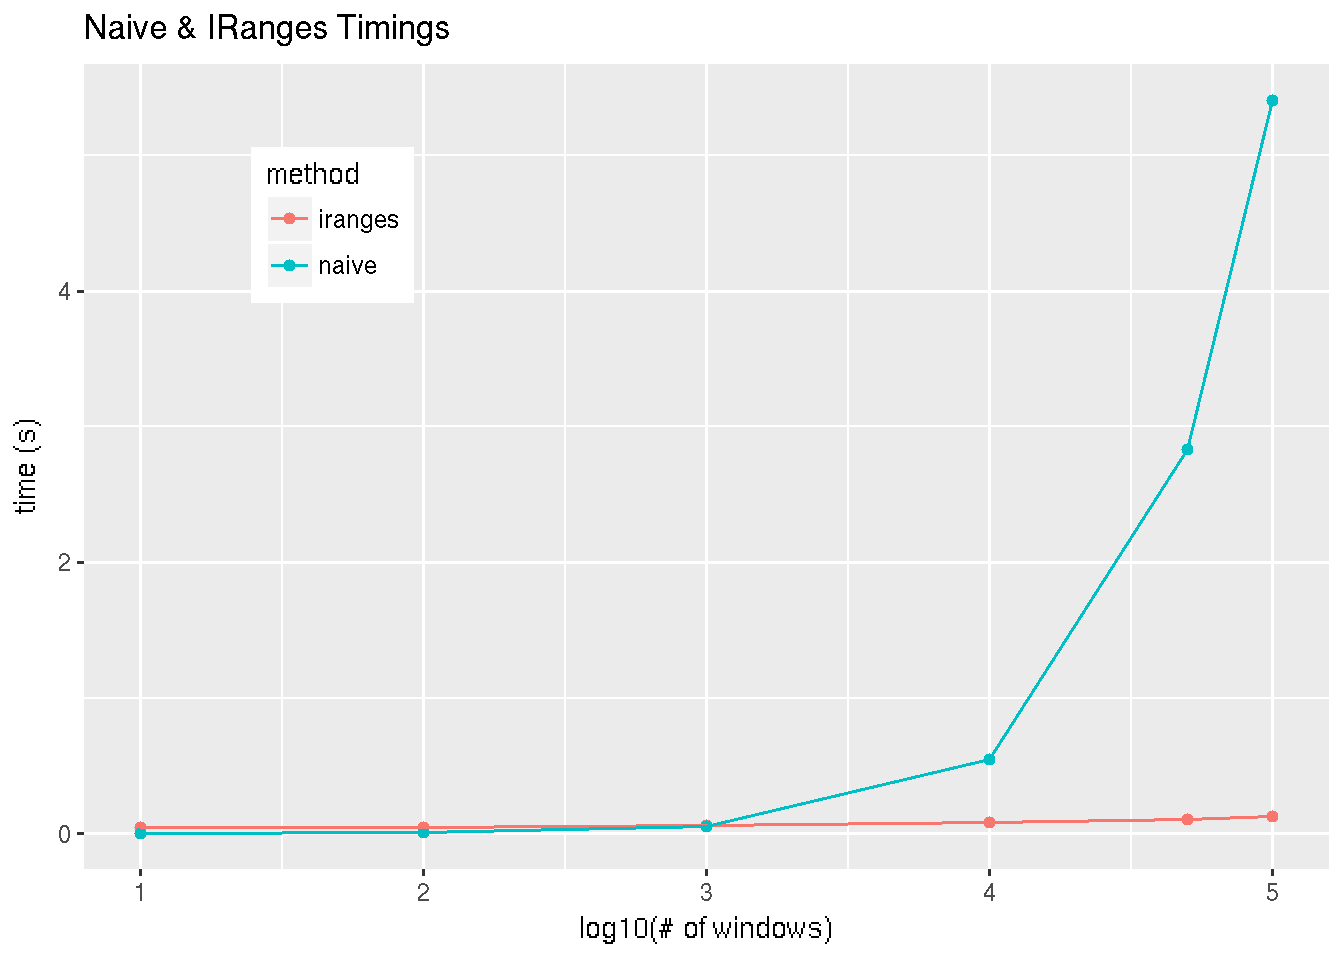 Naive & IRanges Timings
method
iranges
naive
4
2
0
time (s)
1 2 3 4 5
log10(# of windows)